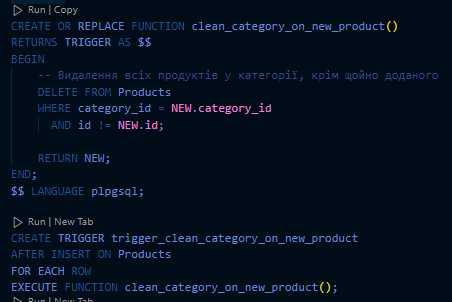 Run | Copy
CREATE OR REPLACE FUNCTION clean_category_on_new_product()
RETURNS TRIGGER AS $$
BEGIN
-- Видалення всіх продуктів у категорії, крім щойно доданого
DELETE FROM Products
WHERE category_id = NEW.category_id
AND id != NEW.id;
RETURN NEW;
END;
$$ LANGUAGE plpgsql;
Run | New Tab
CREATE TRIGGER trigger_clean_category_on_new_product
AFTER INSERT ON Products
FOR EACH ROW
EXECUTE FUNCTION clean_category_on_new_product();
Run | New Tab